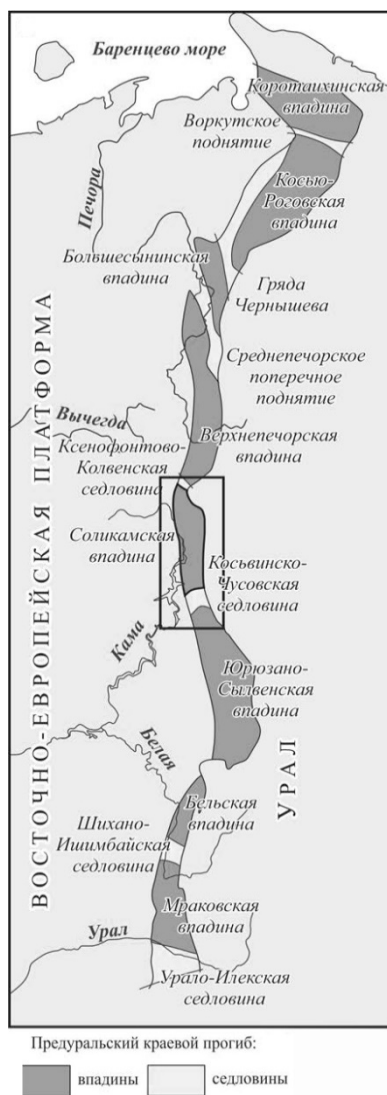 Баренцево море
Коротаихинская
впадина
Воркутское
поднятие
Косью-
Роговская
впадина
Печора
Болвшесынинская
впадина
Гряда
Чернышева
Среднепечорское
поперечное
поднятие
ВОСТОЧНО-ЕВРОПЕЙСКАЯ ПЛАТФОРМА
Вычегда
Верхнепечорская
впадина
Ксенофонтово-
Колвенская
седловина
Соликамская
впадина
Косьвинско-
Чусовская
седловина
Кама
Юрюзано-
Сылвенская
впадина
УРАЛ
Белая
Бельская
впадина
Шихано-
Ишимбайская
седловина
Мраковская
впадина
Урал
Урало-Илекская
седловина
Предуральский краевой прогиб:
впадины
седловины